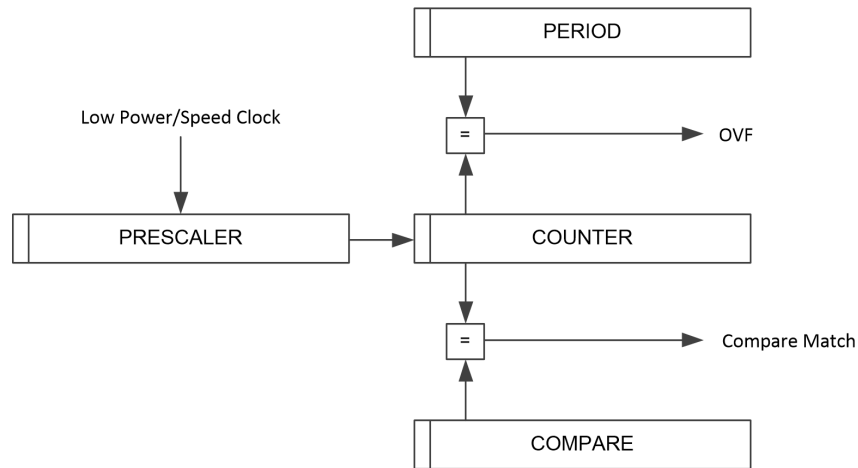 PERIOD
Low Power/Speed Clock
=
OVF
PRESCALER
COUNTER
=
Compare Match
COMPARE